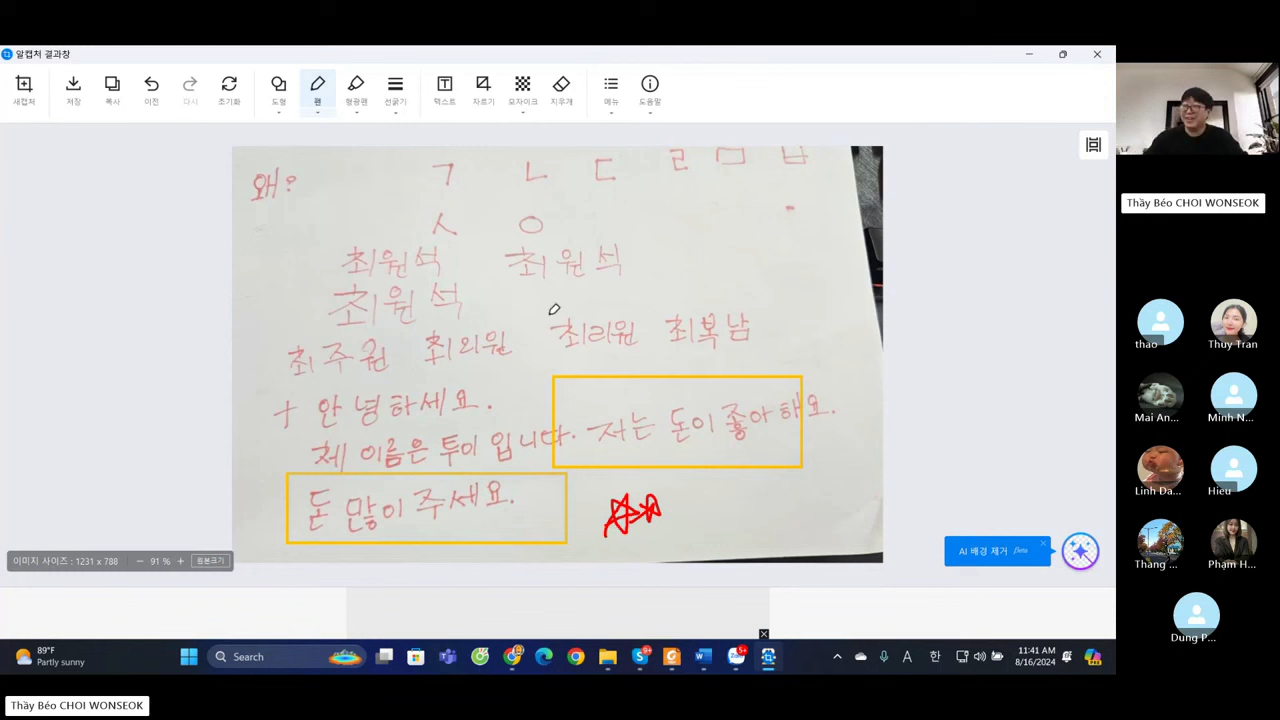 알캡처 결과창
새캡처 저장 복사 이전 다시 초기화 도형 펜 형광펜 선굵기 텍스트 자르기 모자이크 지우개 메뉴 도움말
왜?
ㄱ ㄴ ㄷ ㄹ ㅁ ㅂ
ㅅ ㅇ
최원석 최원석
최원석
최주원 최외원 최리원 최복남
+ 안녕하세요.
체 이름은 투이 입니다. 저는 돈이 좋아해요.
돈 많이 주세요.
이미지 사이즈 : 1231 x 788 − 91 % + 원본크기
AI 배경 제거 Beta
89°F
Partly sunny
Search
9+
5+
A 한
11:41 AM
8/16/2024
Thầy Béo CHOI WONSEOK
thao Thuy Tran
Mai An... Minh N...
Linh Da... Hieu
Thang ... Phạm H...
Dung P...
Thầy Béo CHOI WONSEOK